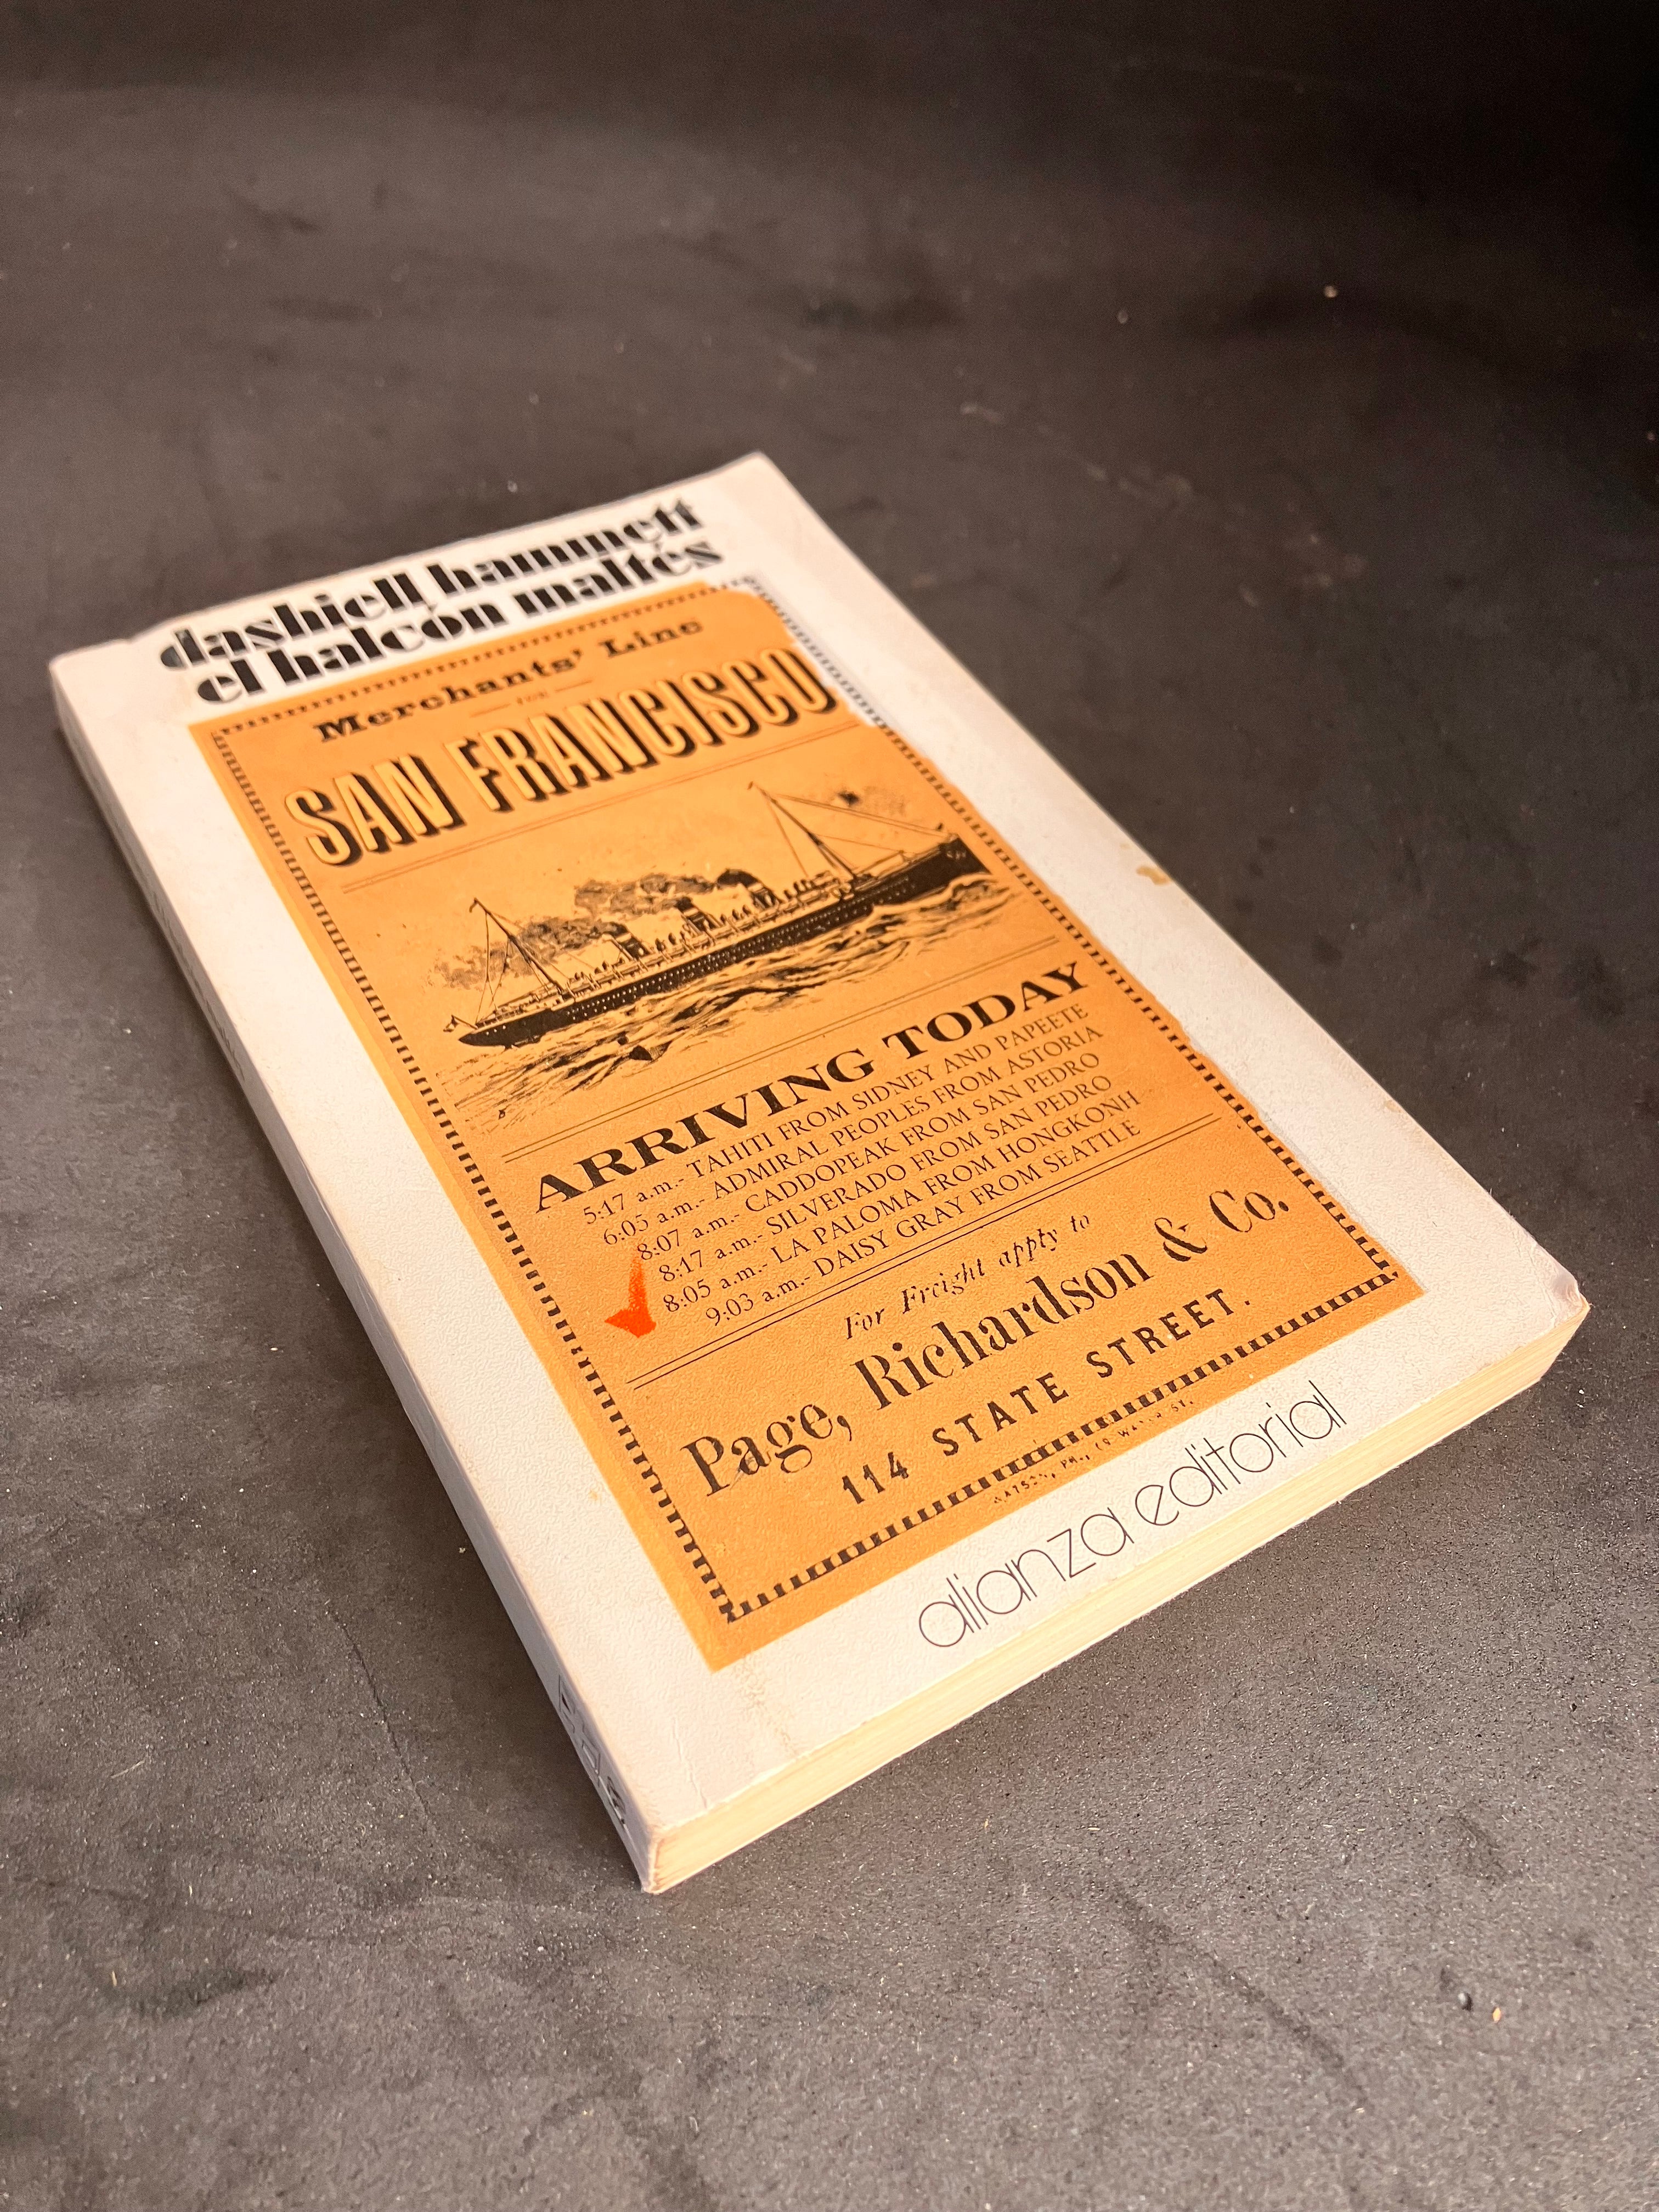 dashiell hammett
el halcón maltés
Merchants' Line
FOR
SAN FRANCISCO
ARRIVING TODAY
5:17 a.m.- TAHITI FROM SIDNEY AND PAPEETE
6:05 a.m.- ADMIRAL PEOPLES FROM ASTORIA
8:07 a.m.- CADDOPEAK FROM SAN PEDRO
8:17 a.m.- SILVERADO FROM SAN PEDRO
8:05 a.m.- LA PALOMA FROM HONGKONH
9:03 a.m.- DAISY GRAY FROM SEATTLE
For Freight apply to
Page, Richardson & Co.
114 STATE STREET.
alianza editorial